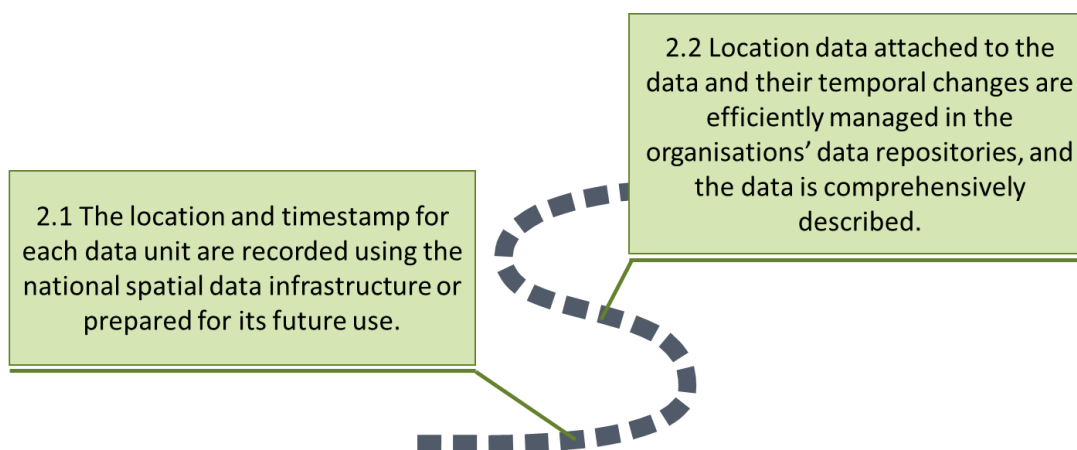 2.2 Location data attached to the
data and their temporal changes are
efficiently managed in the
organisations’ data repositories, and
the data is comprehensively
described.
2.1 The location and timestamp for
each data unit are recorded using the
national spatial data infrastructure or
prepared for its future use.